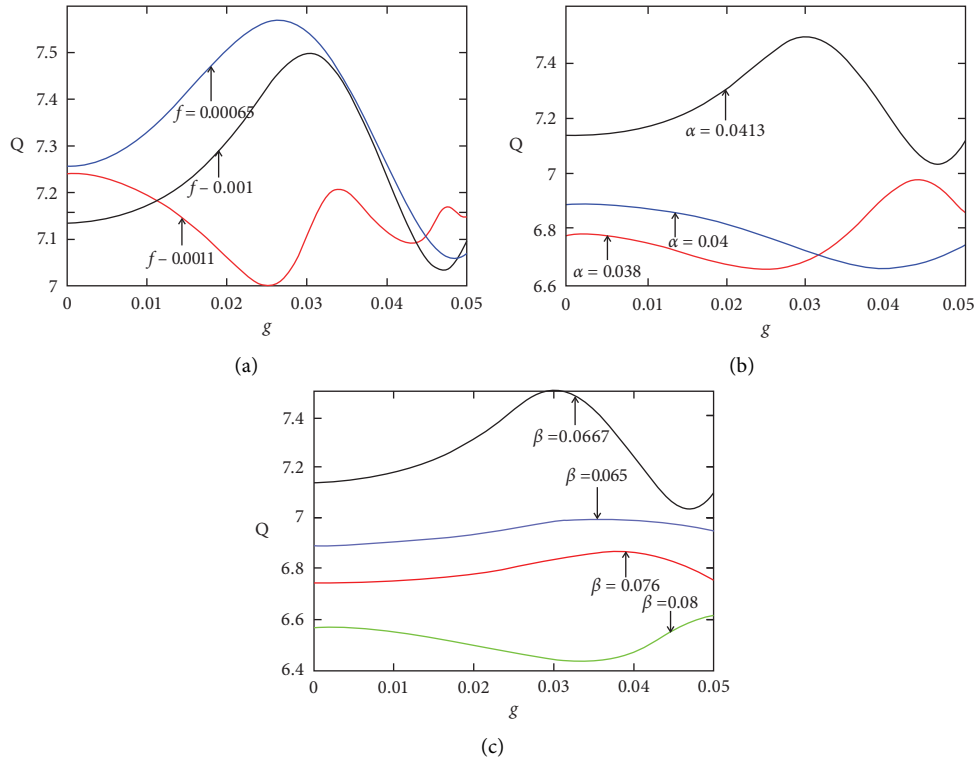 7.5
7.4
Q
7.3
7.2
7.1
7
f = 0.00065
f – 0.001
f – 0.0011
0 0.01 0.02 0.03 0.04 0.05
g
(a)
7.4
7.2
Q
7
6.8
6.6
α = 0.0413
α = 0.04
α = 0.038
0 0.01 0.02 0.03 0.04 0.05
g
(b)
7.4
7.2
7
Q
6.8
6.6
6.4
β = 0.0667
β = 0.065
β = 0.076
β = 0.08
0 0.01 0.02 0.03 0.04 0.05
g
(c)